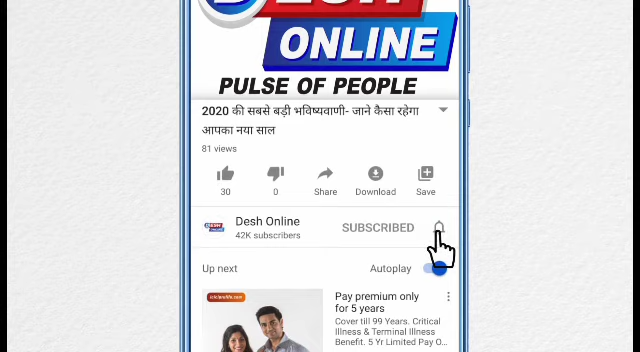 DESH
ONLINE
PULSE OF PEOPLE
2020 की सबसे बड़ी भविष्यवाणी- जाने कैसा रहेगा
आपका नया साल
81 views
30
0
Share
Download
Save
Desh Online
SUBSCRIBED
42K subscribers
Up next
Autoplay
Pay premium only
for 5 years
Cover till 99 Years. Critical
Illness & Terminal Illness
Benefit. 5 Yr Limited Pay O...